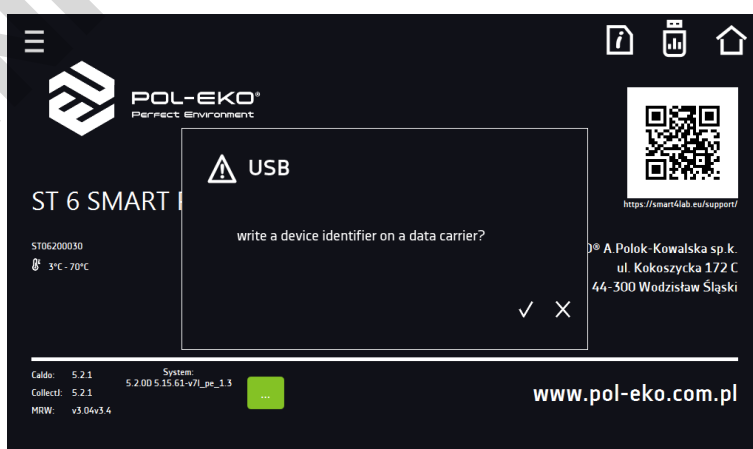 POL-EKO®
Perfect Environment
USB
https://smart4lab.eu/support/
ST 6 SMART
write a device identifier on a data carrier?
ST06200030
® A.Polok-Kowalska sp.k.
3°C - 70°C
ul. Kokoszycka 172 C
44-300 Wodzisław Śląski
Caldo: 5.2.1
System:
5.2.0D 5.15.61-v7l_pe_1.3
CollectJ: 5.2.1
...
www.pol-eko.com.pl
MRW: v3.04v3.4